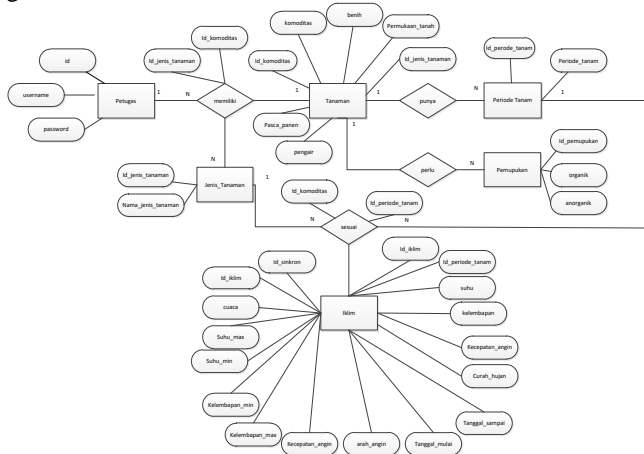 g
id
username
password
Petugas
1
N
Id_jenis_tanaman
Id_komoditas
memiliki
N
Id_komoditas
1
komoditas
benih
Permukaan_tanah
Id_jenis_tanaman
Tanaman
Pasca_panen
pengair
1
1
punya
N
Id_perode_tanam
Periode_tanam
Periode Tanam
1
perlu
N
Pemupukan
Id_pemupukan
organik
anorganik
Id_jenis_tanaman
Nama_jenis_tanaman
Jenis_Tanaman
1
Id_komoditas
Id_periode_tanam
N
sesuai
N
Id_sinkron
Id_iklim
cuaca
Suhu_max
Suhu_min
Kelembapan_min
Kelembapan_max
Kecepatan_angin
arah_angin
Tanggal_mulai
Tanggal_sampai
Curah_hujan
Kecepatan_angin
kelembapan
suhu
Id_periode_tanam
Id_iklim
Iklim